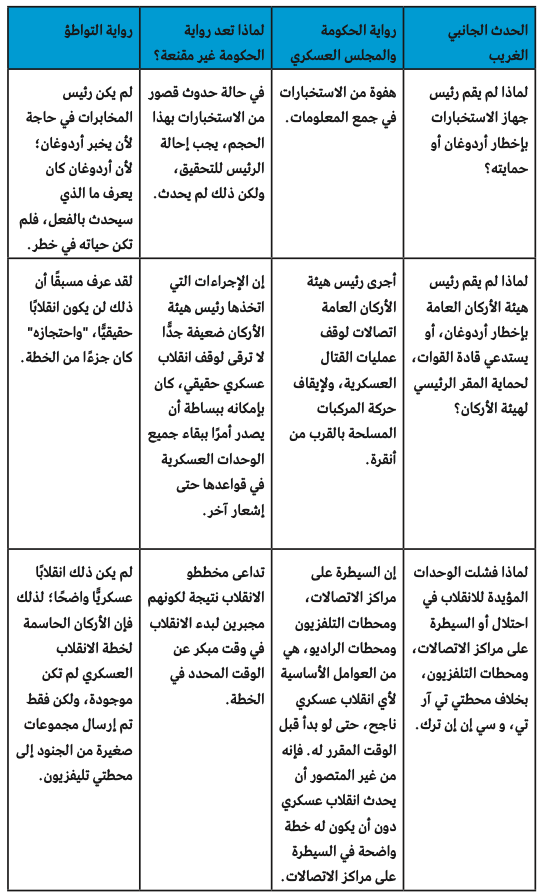 الحدث الجانبي
الغريب
رواية الحكومة
والمجلس العسكري
لماذا تعد رواية
الحكومة غير مقنعة؟
رواية التواطؤ
لماذا لم يقم رئيس
جهاز الاستخبارات
بإخطار أردوغان أو
حمايته؟
هفوة من الاستخبارات
في جمع المعلومات.
في حالة حدوث قصور
من الاستخبارات بهذا
الحجم، يجب إحالة
الرئيس للتحقيق،
ولكن ذلك لم يحدث.
لم يكن رئيس
المخابرات في حاجة
لأن يخبر أردوغان؛
لأن أردوغان كان
يعرف ما الذي
سيحدث بالفعل، فلم
تكن حياته في خطر.
لماذا لم يقم رئيس
هيئة الأركان العامة
بإخطار أردوغان، أو
يستدعي قادة القوات،
لحماية المقر الرئيسي
لهيئة الأركان؟
أجرى رئيس هيئة
الأركان العامة
اتصالات لوقف
عمليات القتال
العسكرية، ولإيقاف
حركة المركبات
المسلحة بالقرب من
أنقرة.
إن الإجراءات التي
اتخذها رئيس هيئة
الأركان ضعيفة جدًّا
لا ترقى لوقف انقلاب
عسكري حقيقي، كان
بإمكانه ببساطة أن
يصدر أمرًا ببقاء جميع
الوحدات العسكرية
في قواعدها حتى
إشعار آخر.
لقد عرف مسبقًا أن
ذلك لن يكون انقلابًا
حقيقيًّا، "واحتجازه"
كان جزءًا من الخطة.
لماذا فشلت الوحدات
المؤيدة للانقلاب في
احتلال أو السيطرة
على مراكز الاتصالات،
ومحطات التلفزيون،
بخلاف محطتي تي آر
تي، و سي إن إن ترك.
إن السيطرة على
مراكز الاتصالات،
ومحطات التلفزيون
ومحطات الراديو، هي
من العوامل الأساسية
لأي انقلاب عسكري
ناجح، حتى لو بدأ قبل
الوقت المقرر له. فإنه
من غير المتصور أن
يحدث انقلاب عسكري
دون أن يكون له خطة
واضحة في السيطرة
على مراكز الاتصالات.
تداعى مخططو
الانقلاب نتيجة لكونهم
مجبرين لبدء الانقلاب
في وقت مبكر عن
الوقت المحدد في
الخطة.
لم يكن ذلك انقلابًا
عسكريًّا واضحًا؛ لذلك
فإن الأركان الحاسمة
لخطة الانقلاب
العسكري لم تكن
موجودة، ولكن فقط
تم إرسال مجموعات
صغيرة من الجنود إلى
محطتي تليفزيون.